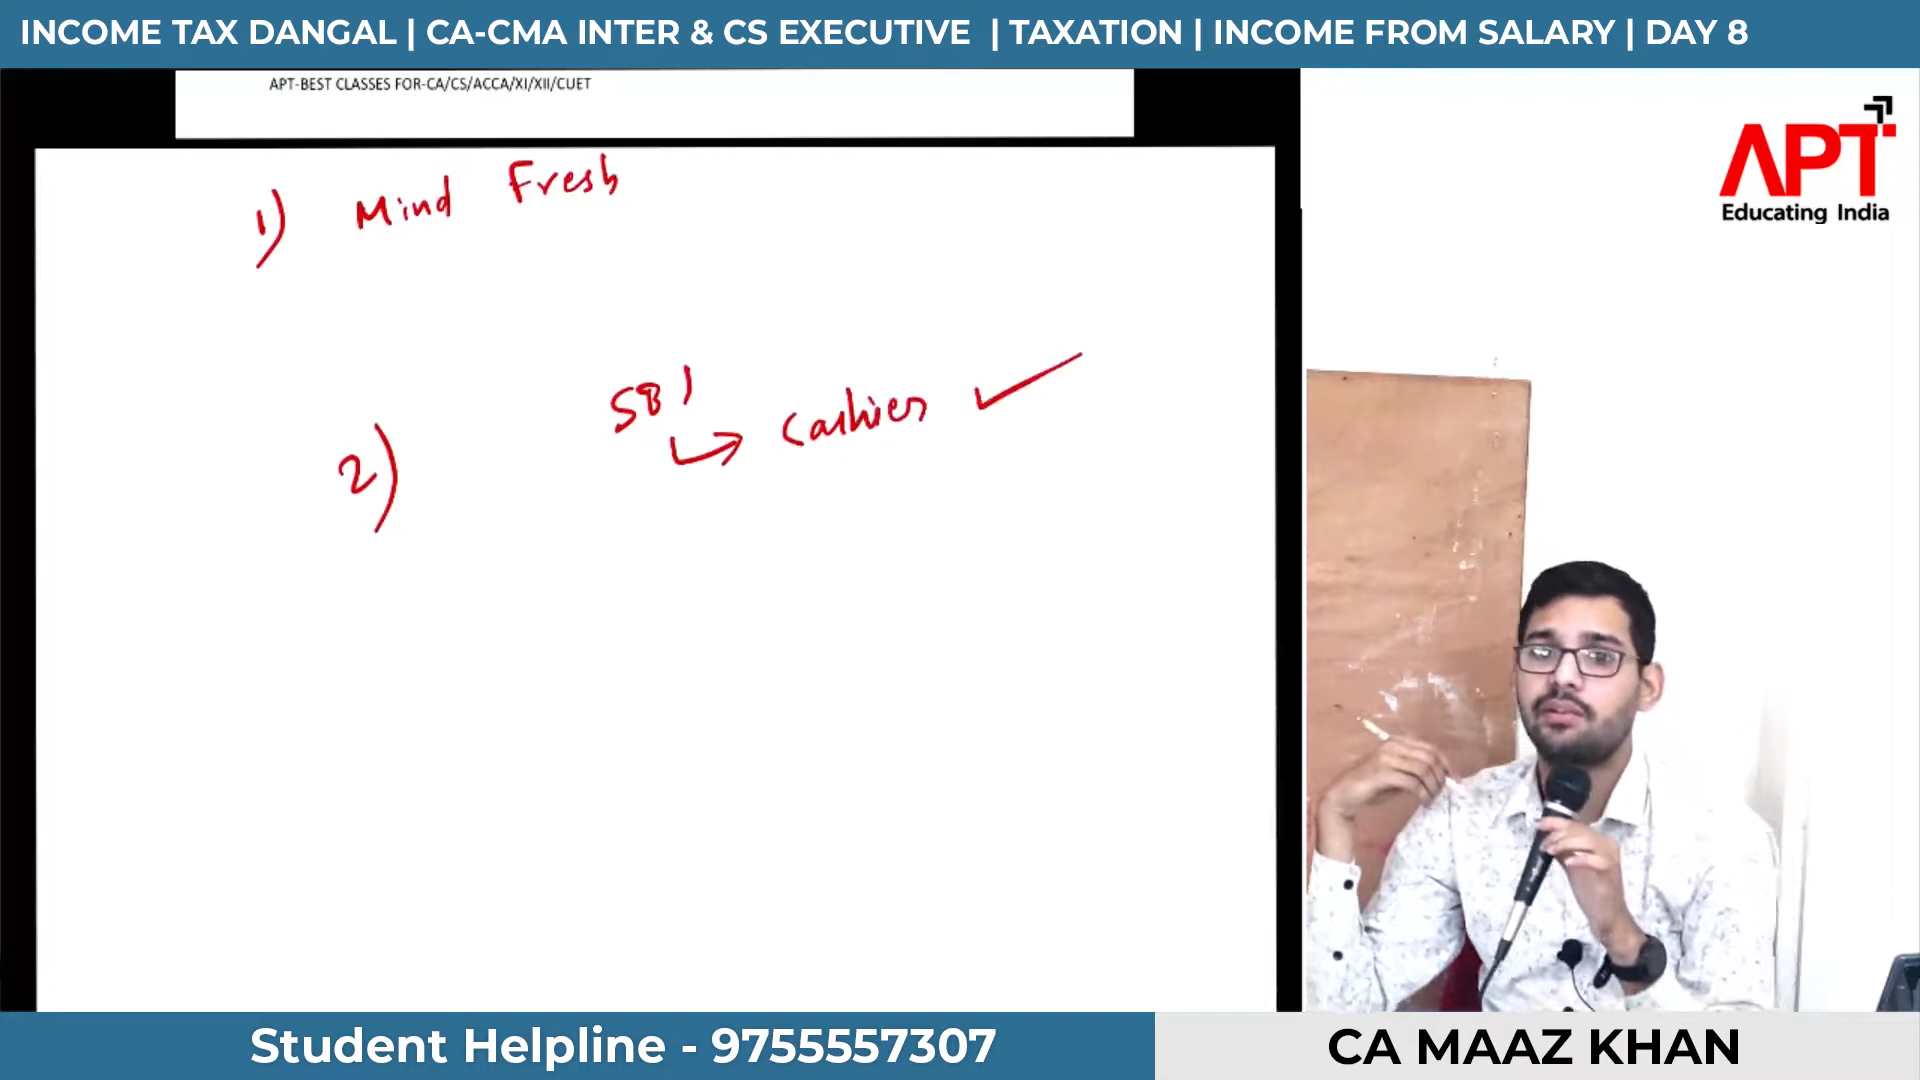 INCOME TAX DANGAL | CA-CMA INTER & CS EXECUTIVE | TAXATION | INCOME FROM SALARY | DAY 8
APT-BEST CLASSES FOR-CA/CS/ACCA/XI/XII/CUET
APT
Educating India
1) Mind Fresh
SBI
2)
Cashier
Student Helpline - 9755557307
CA MAAZ KHAN